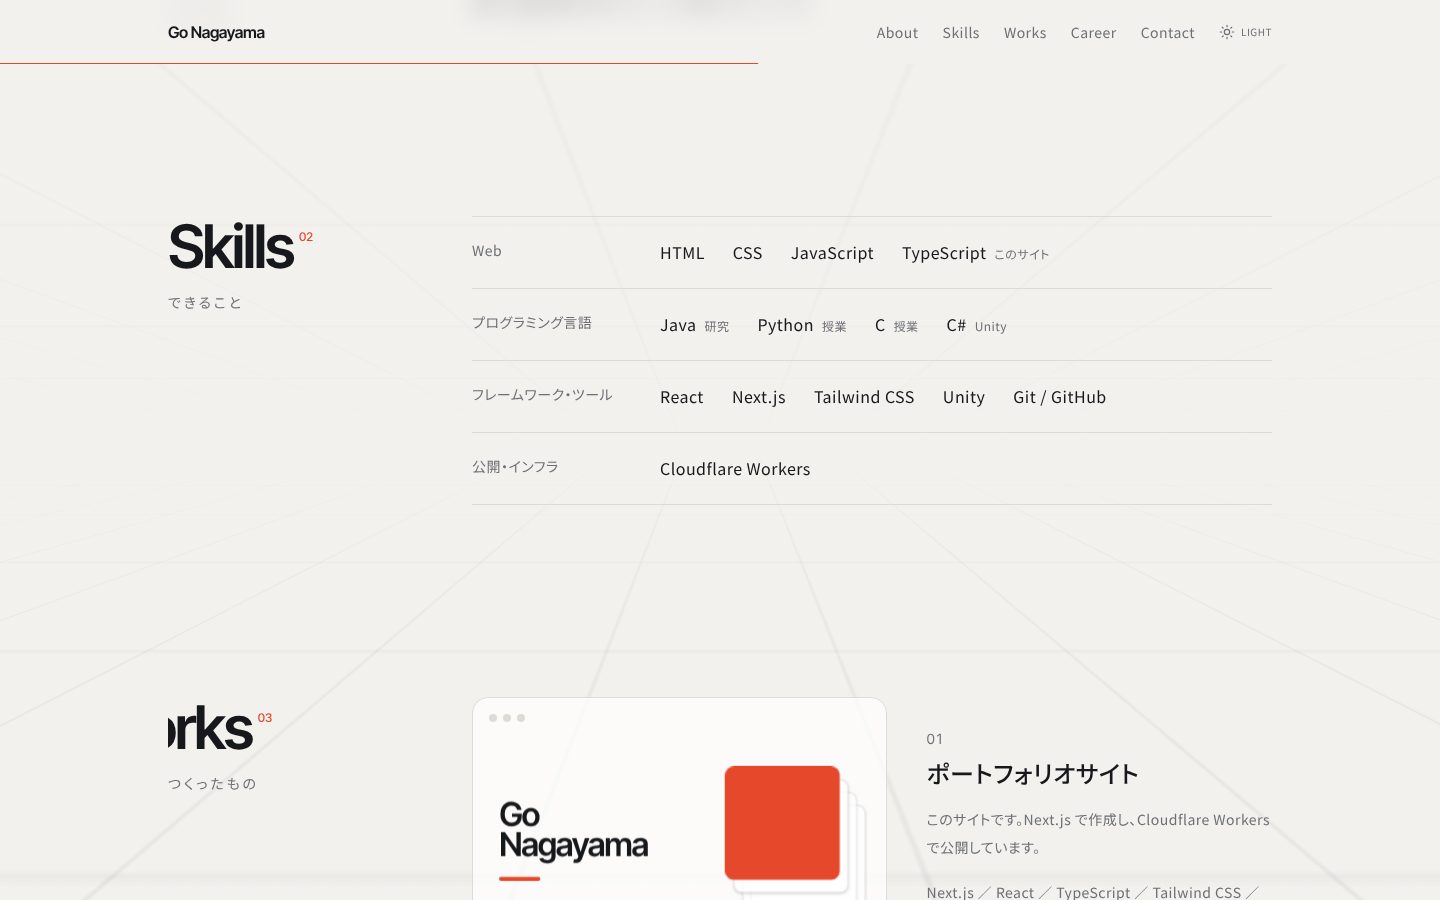 Go Nagayama
About Skills Works Career Contact LIGHT
Skills 02
できること
Web HTML CSS JavaScript TypeScript このサイト
プログラミング言語 Java 研究 Python 授業 C 授業 C# Unity
フレームワーク・ツール React Next.js Tailwind CSS Unity Git / GitHub
公開・インフラ Cloudflare Workers
orks 03
つくったもの
Go
Nagayama
01
ポートフォリオサイト
このサイトです。Next.js で作成し、Cloudflare Workers
で公開しています。
Next.js ／ React ／ TypeScript ／ Tailwind CSS ／